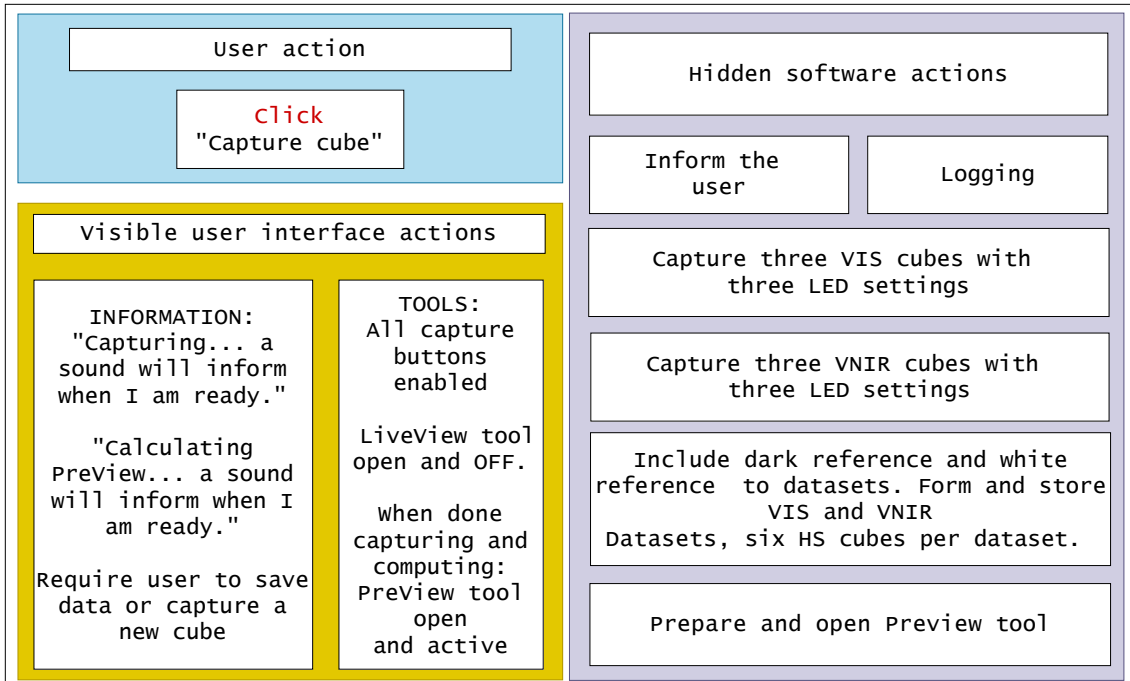 User action
Click
"Capture cube"
Visible user interface actions
INFORMATION:
"Capturing... a
sound will inform
when I am ready."
"Calculating
PreView... a sound
will inform when I
am ready."
Require user to save
data or capture a
new cube
TOOLS:
All capture
buttons
enabled
LiveView tool
open and OFF.
When done
capturing and
computing:
PreView tool
open
and active
Hidden software actions
Inform the
user
Logging
Capture three VIS cubes with
three LED settings
Capture three VNIR cubes with
three LED settings
Include dark reference and white
reference  to datasets. Form and store
VIS and VNIR
Datasets, six HS cubes per dataset.
Prepare and open Preview tool